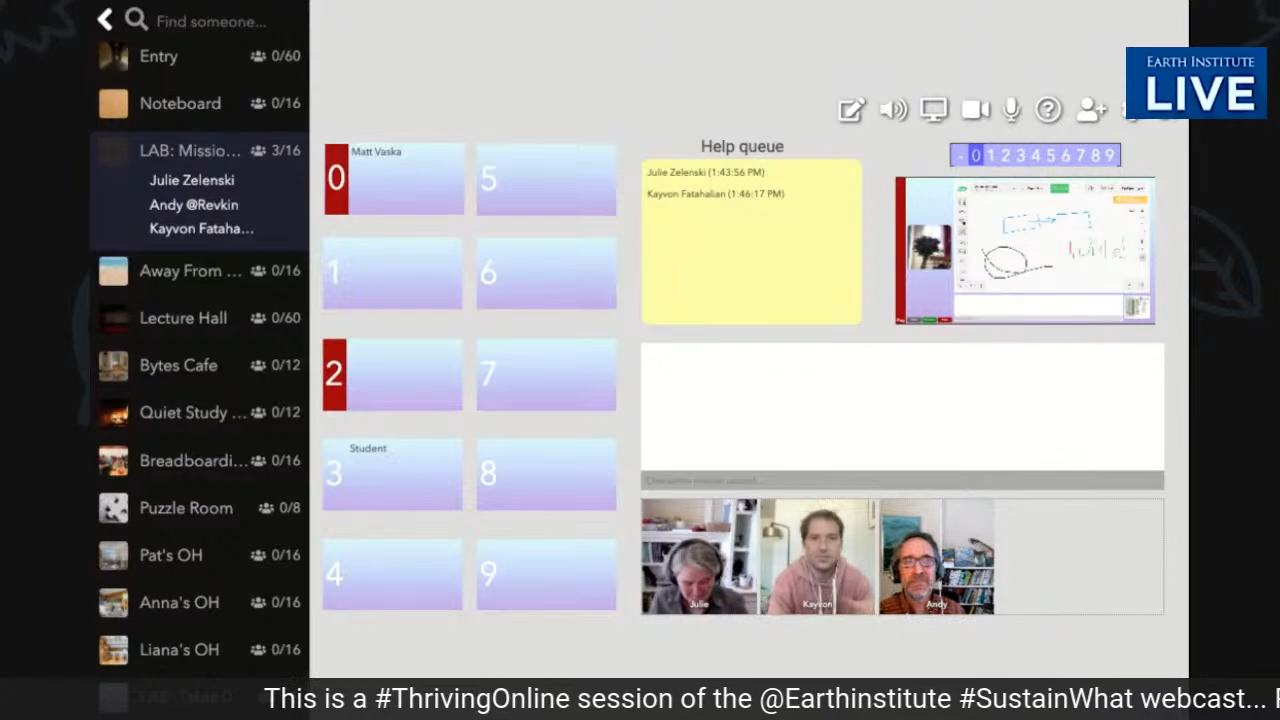 Find someone...
Entry 0/60
Noteboard 0/16
LAB: Missio... 3/16
Julie Zelenski
Andy @Revkin
Kayvon Fataha...
Away From ... 0/16
Lecture Hall 0/60
Bytes Cafe 0/12
Quiet Study ... 0/12
Breadboardi... 0/16
Puzzle Room 0/8
Pat's OH 0/16
Anna's OH 0/16
Liana's OH 0/16
EARTH INSTITUTE
LIVE
0 Matt Vaska
1
2
3 Student
4
5
6
7
8
9
Help queue
Julie Zelenski (1:43:56 PM)
Kayvon Fatahalian (1:46:17 PM)
- 0 1 2 3 4 5 6 7 8 9
Julie
Kayvon
Andy
This is a #ThrivingOnline session of the @Earthinstitute #SustainWhat webcast...